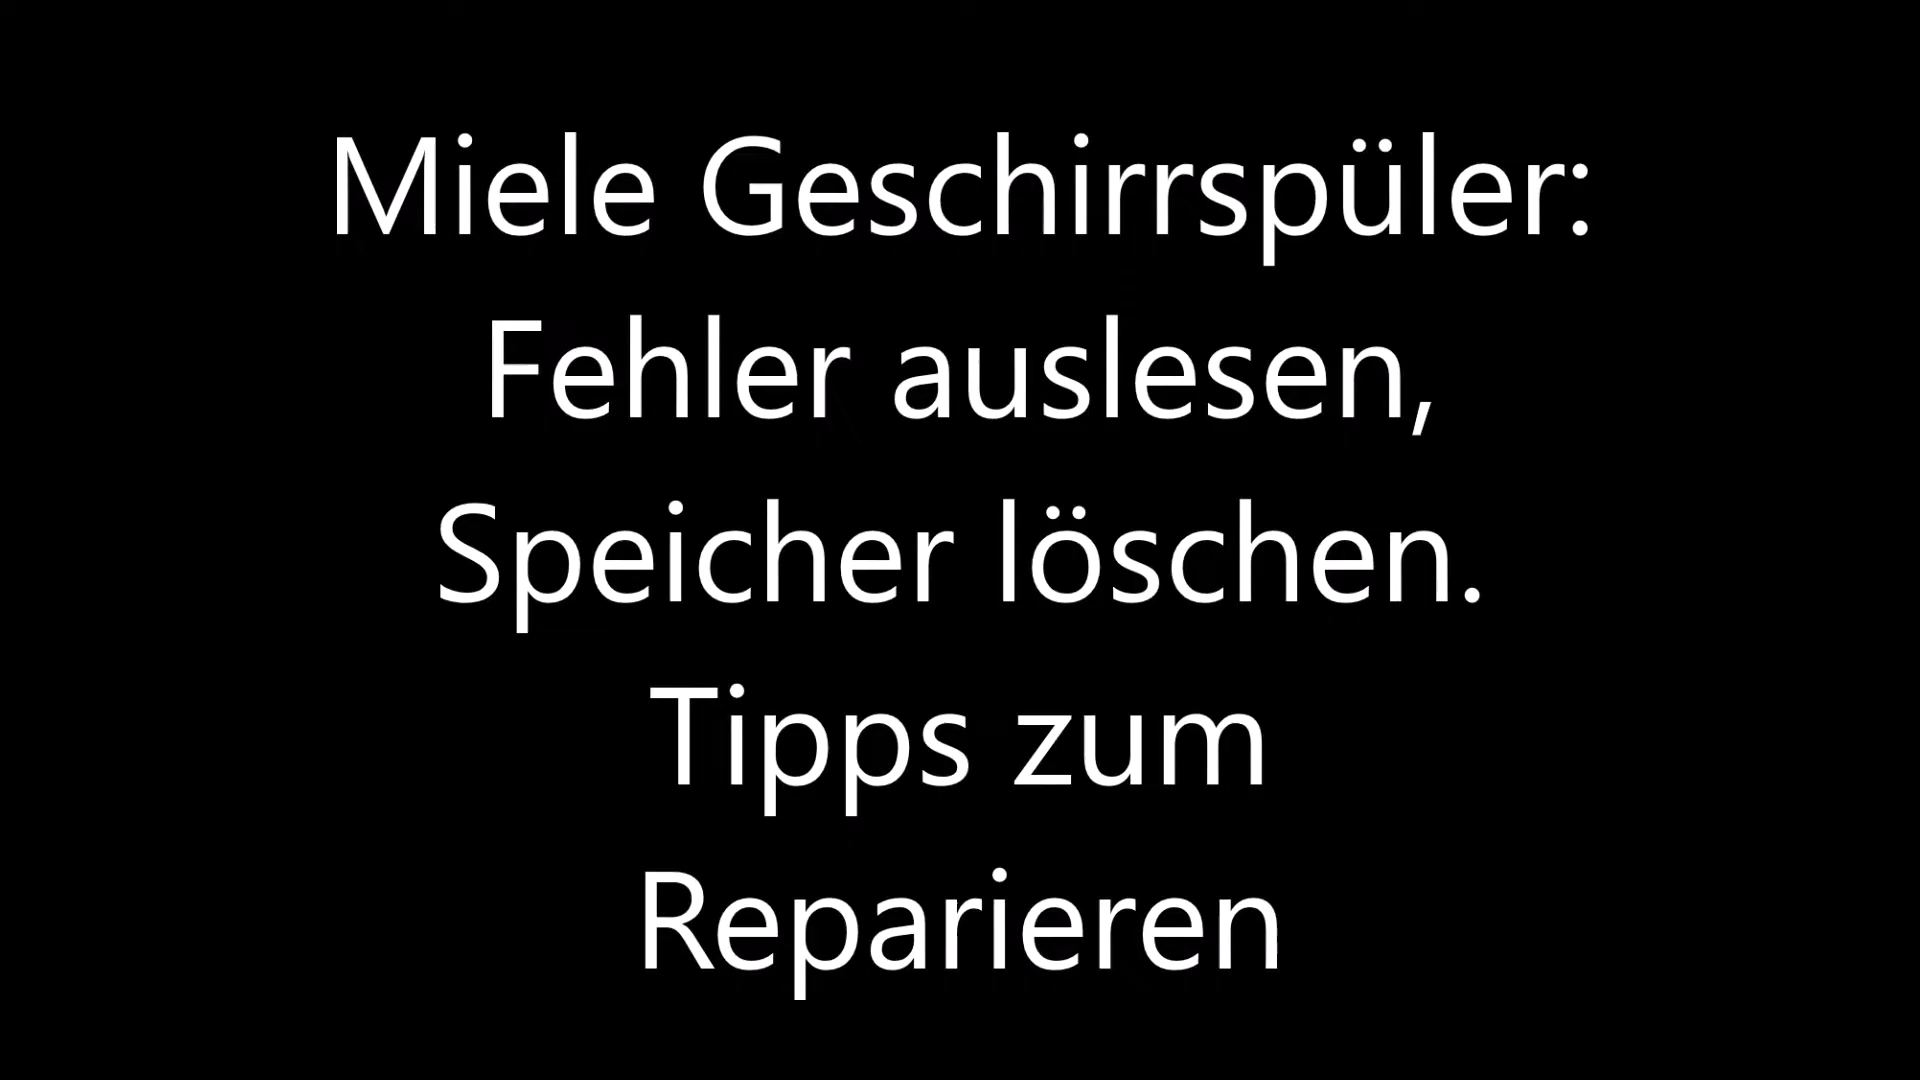 Miele Geschirrspüler:
Fehler auslesen,
Speicher löschen.
Tipps zum
Reparieren